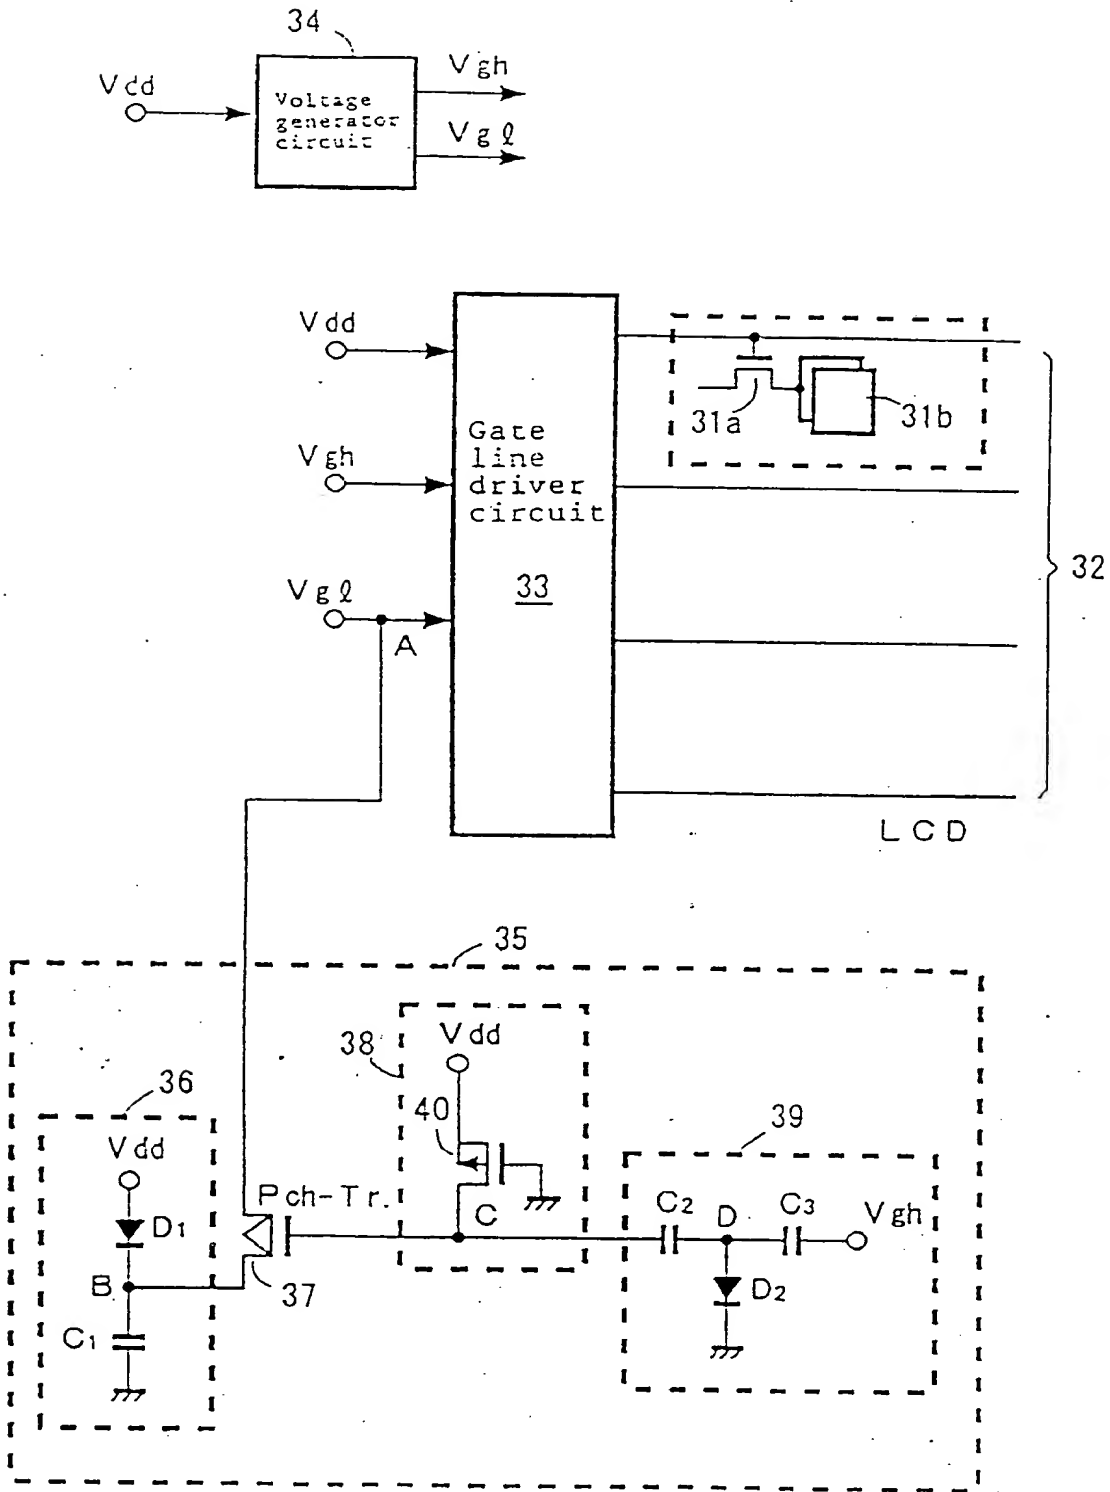 34
Vdd
Voltage
generator
circuit
Vgh
Vgℓ
Vdd
Vgh
Vgℓ
A
Gate
line
driver
circuit
33
31a
31b
32
LCD
35
38
Vdd
40
C
36
Vdd
D1
B
C1
Pch-Tr.
37
39
C2
D
C3
Vgh
D2